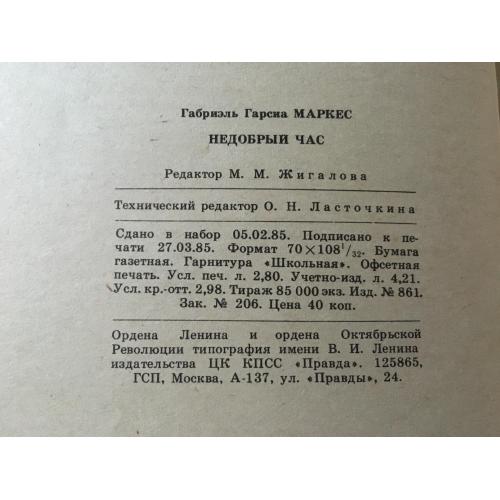 Габриэль Гарсиа МАРКЕС
НЕДОБРЫЙ ЧАС
Редактор М. М. Жигалова
Технический редактор О. Н. Ласточкина
Сдано в набор 05.02.85. Подписано к пе-
чати 27.03.85. Формат 70×108¹/₃₂. Бумага
газетная. Гарнитура «Школьная». Офсетная
печать. Усл. печ. л. 2,80. Учетно-изд. л. 4,21.
Усл. кр.-отт. 2,98. Тираж 85 000 экз. Изд. № 861.
Зак. № 206. Цена 40 коп.
Ордена Ленина и ордена Октябрьской
Революции типография имени В. И. Ленина
издательства ЦК КПСС «Правда». 125865,
ГСП, Москва, А-137, ул. «Правды», 24.